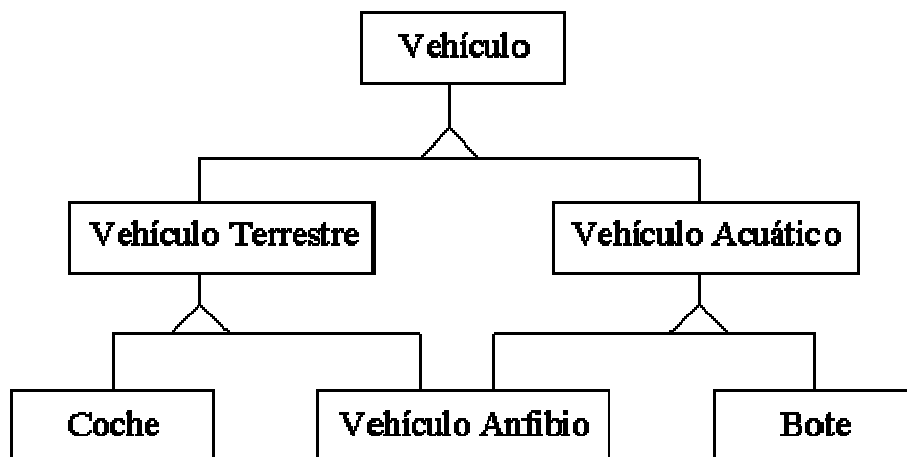 Vehículo
Vehículo Terrestre
Vehículo Acuático
Coche
Vehículo Anfibio
Bote